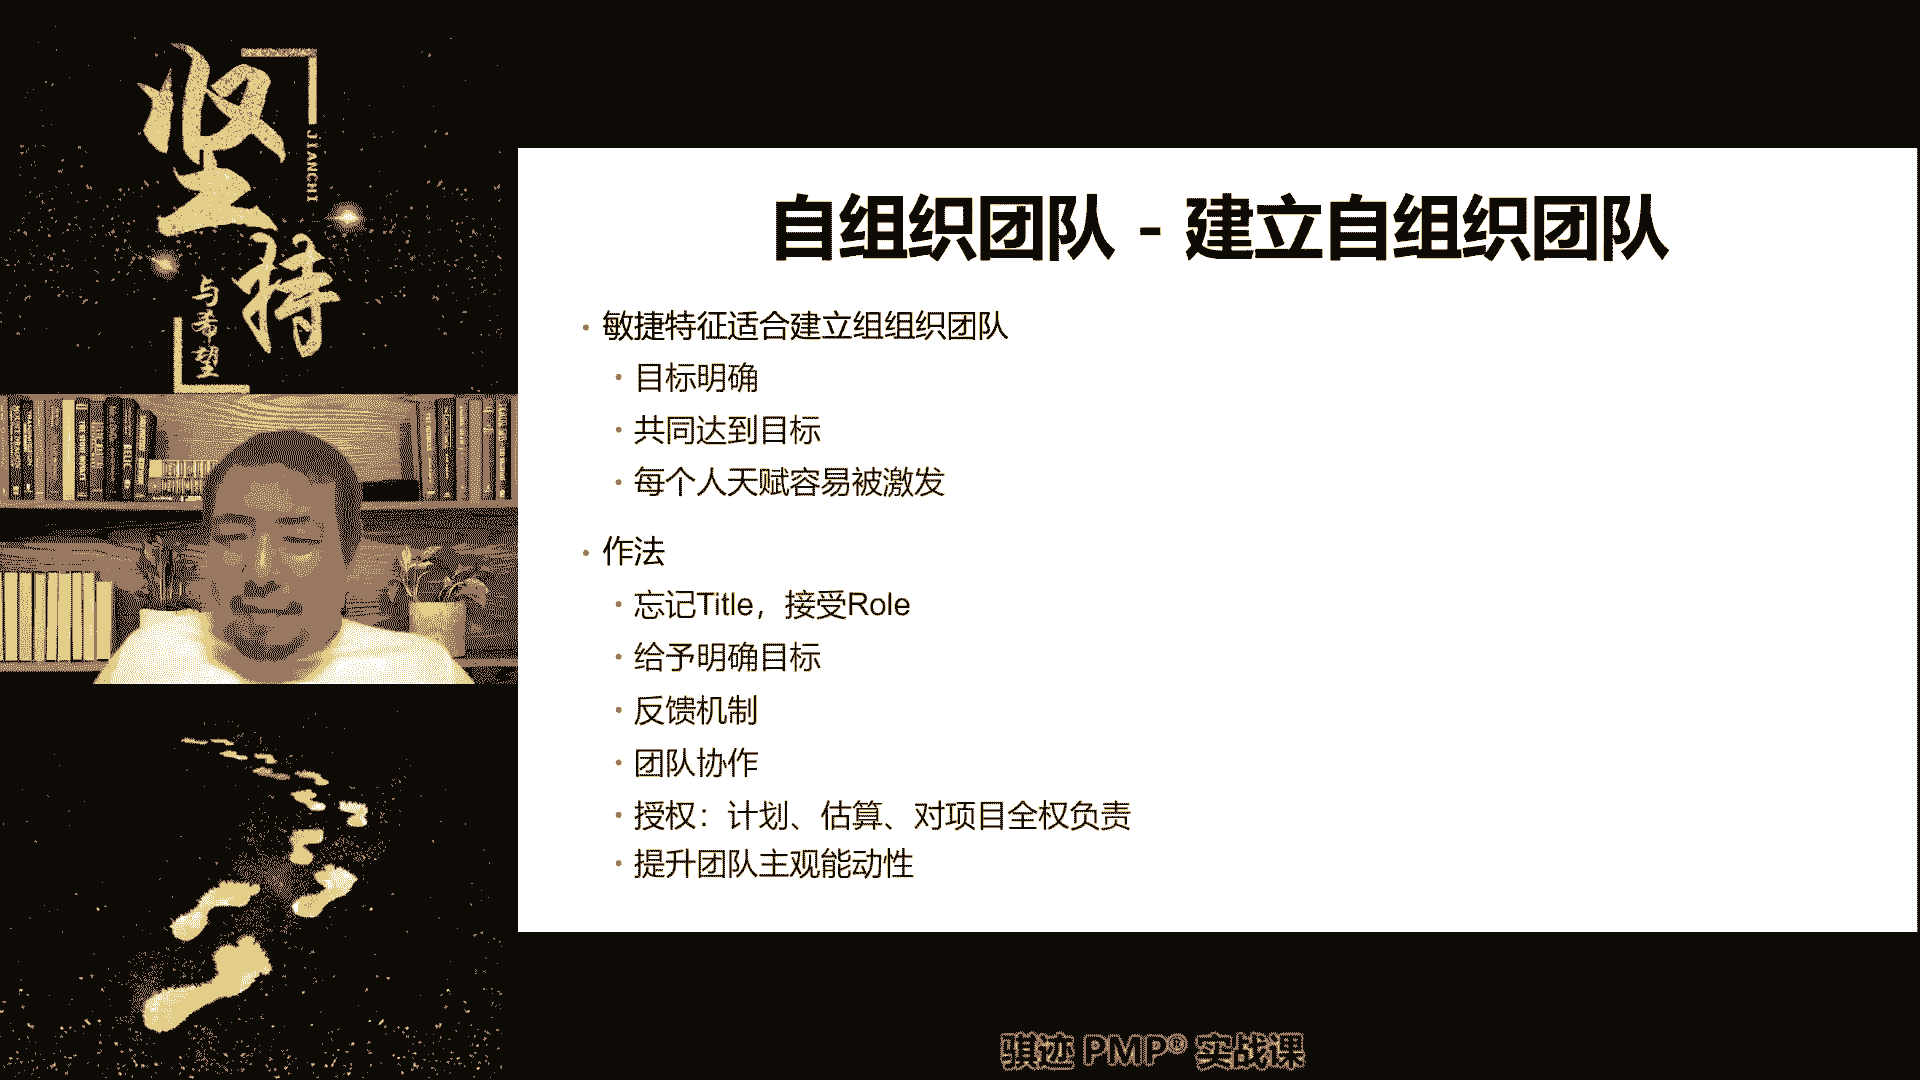 坚持
JIANCHI
与希望
自组织团队 - 建立自组织团队
• 敏捷特征适合建立组组织团队
• 目标明确
• 共同达到目标
• 每个人天赋容易被激发
• 作法
• 忘记Title，接受Role
• 给予明确目标
• 反馈机制
• 团队协作
• 授权：计划、估算、对项目全权负责
• 提升团队主观能动性
骐迹 PMP® 实战课